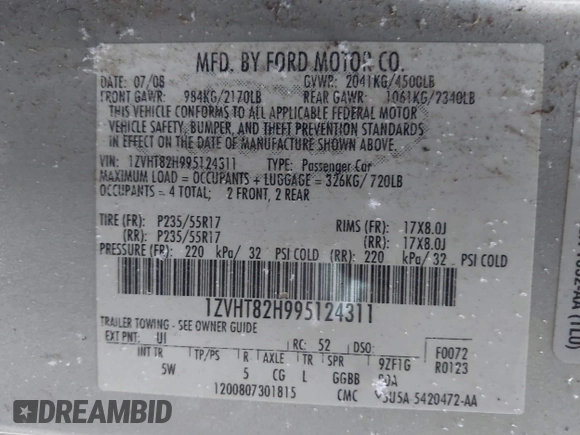 MFD. BY FORD MOTOR CO.
DATE: 07/08 GVWR: 2041KG/4500LB
FRONT GAWR: 984KG/2170LB REAR GAWR: 1061KG/2340LB
THIS VEHICLE CONFORMS TO ALL APPLICABLE FEDERAL MOTOR
VEHICLE SAFETY, BUMPER, AND THEFT PREVENTION STANDARDS
IN EFFECT ON THE DATE OF MANUFACTURE SHOWN ABOVE.
VIN: 1ZVHT82H995124311 TYPE: Passenger Car
MAXIMUM LOAD = OCCUPANTS + LUGGAGE = 326KG/720LB
OCCUPANTS = 4 TOTAL; 2 FRONT, 2 REAR
TIRE (FR): P235/55R17 RIMS (FR): 17X8.0J
(RR): P235/55R17 (RR): 17X8.0J
PRESSURE (FR): 220 kPa/ 32 PSI COLD (RR): 220 kPa/ 32 PSI COLD
1ZVHT82H995124311
TRAILER TOWING - SEE OWNER GUIDE
EXT PNT: UI RC: 52 DSO: F0072
INT TR TP/PS R AXLE TR SPR 9ZF1G R0123
5W 5 CG L GGBB
1200807301815 CMC 5420472-AA
DREAMBID DREAMBID